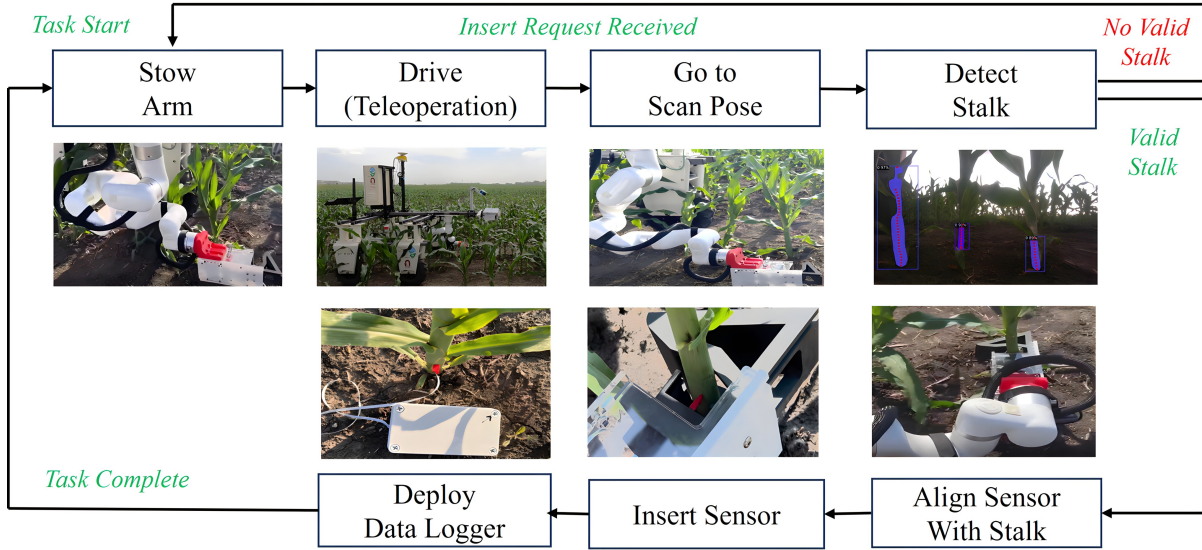 Task Start
Insert Request Received
No Valid
Stalk
Stow
Arm
Drive
(Teleoperation)
Go to
Scan Pose
Detect
Stalk
Valid
Stalk
Task Complete
Deploy
Data Logger
Insert Sensor
Align Sensor
With Stalk